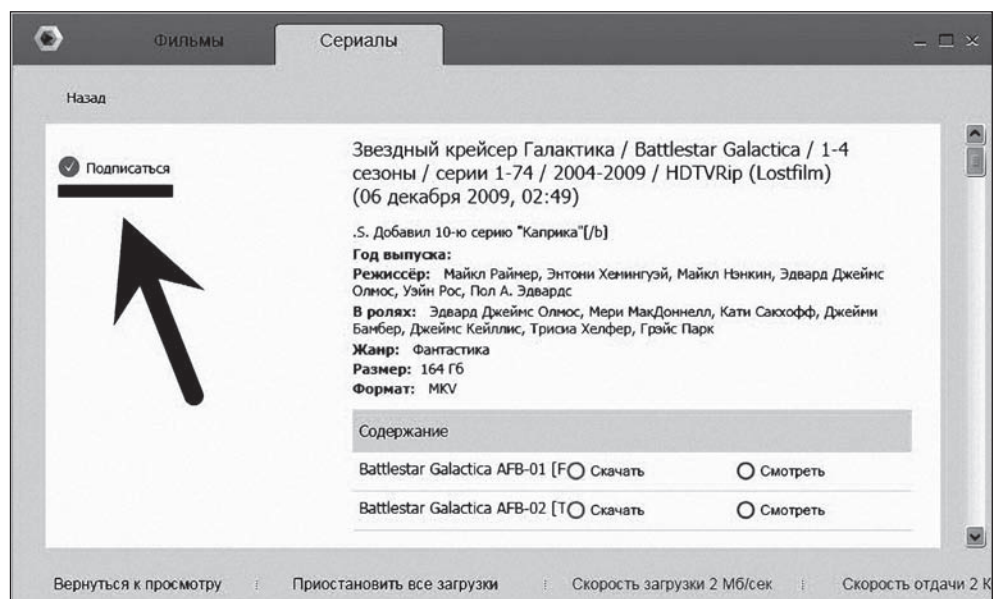 Фильмы
Сериалы
Назад
Подписаться
Звездный крейсер Галактика / Battlestar Galactica / 1-4
сезоны / серии 1-74 / 2004-2009 / HDTVRip (Lostfilm)
(06 декабря 2009, 02:49)
.S. Добавил 10-ю серию "Каприка"[/b]
Год выпуска:
Режиссёр: Майкл Раймер, Энтони Хемингуэй, Майкл Нэнкин, Эдвард Джеймс
Олмос, Уэйн Рос, Пол А. Эдвардс
В ролях: Эдвард Джеймс Олмос, Мери МакДоннелл, Кати Сакхофф, Джейми
Бамбер, Джеймс Кейллис, Трисиа Хелфер, Грэйс Парк
Жанр: Фантастика
Размер: 164 Гб
Формат: MKV
Содержание
Battlestar Galactica AFB-01 [F Скачать Смотреть
Battlestar Galactica AFB-02 [T Скачать Смотреть
Вернуться к просмотру Приостановить все загрузки Скорость загрузки 2 Мб/сек Скорость отдачи 2 К